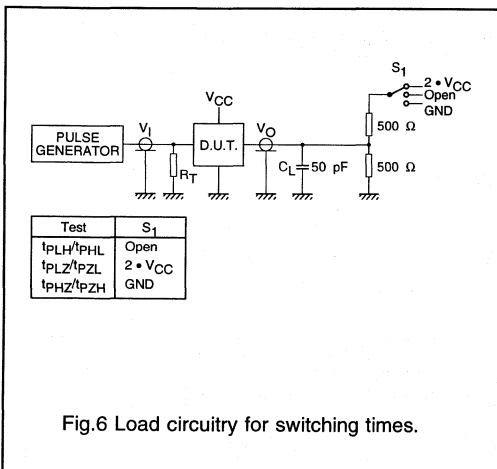 S1
2 • VCC
Open
GND
VCC
500 Ω
PULSE GENERATOR
VI
D.U.T.
VO
RT
CL
50 pF
500 Ω
Test S1
tPLH/tPHL Open
tPLZ/tPZL 2 • VCC
tPHZ/tPZH GND
Fig.6 Load circuitry for switching times.